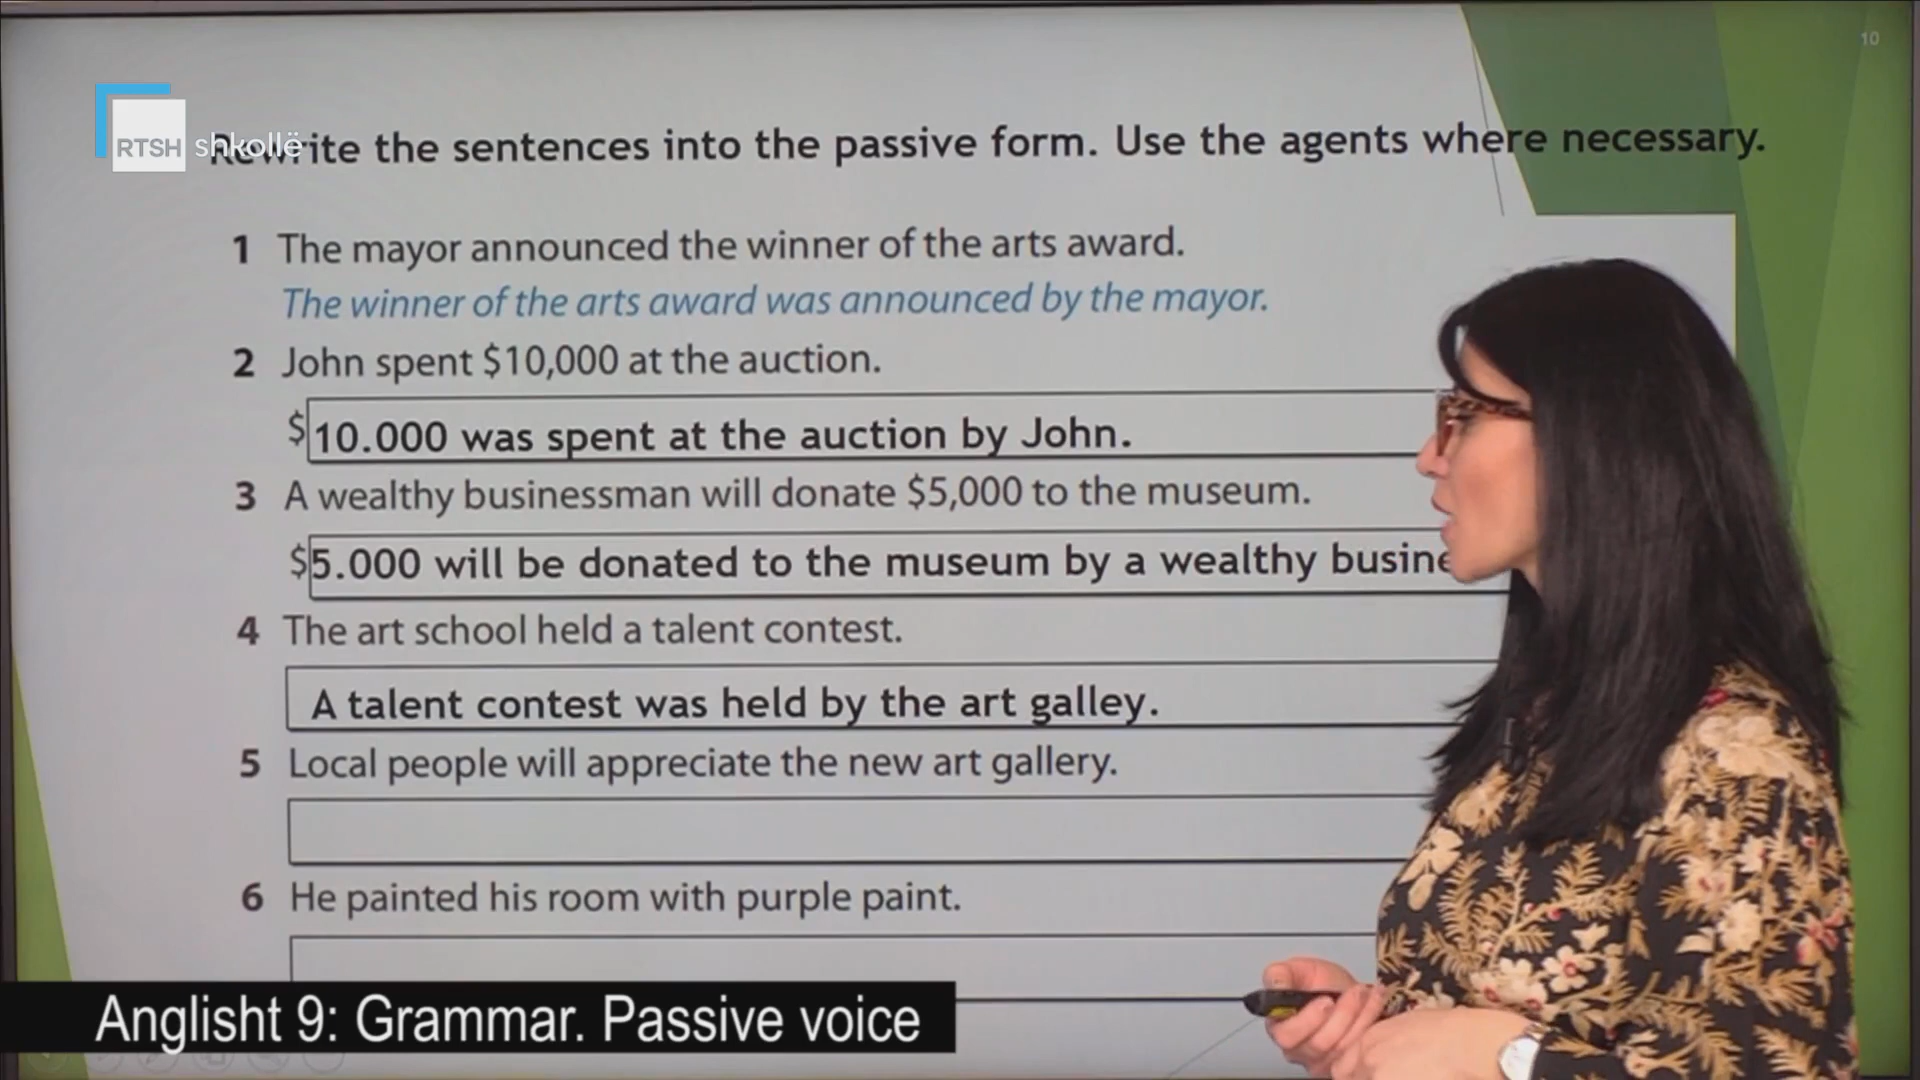 10
RTSH shkollë
Rewrite the sentences into the passive form. Use the agents where necessary.
1 The mayor announced the winner of the arts award.
The winner of the arts award was announced by the mayor.
2 John spent $10,000 at the auction.
$10.000 was spent at the auction by John.
3 A wealthy businessman will donate $5,000 to the museum.
$5.000 will be donated to the museum by a wealthy busine
4 The art school held a talent contest.
A talent contest was held by the art galley.
5 Local people will appreciate the new art gallery.
6 He painted his room with purple paint.
Anglisht 9: Grammar. Passive voice